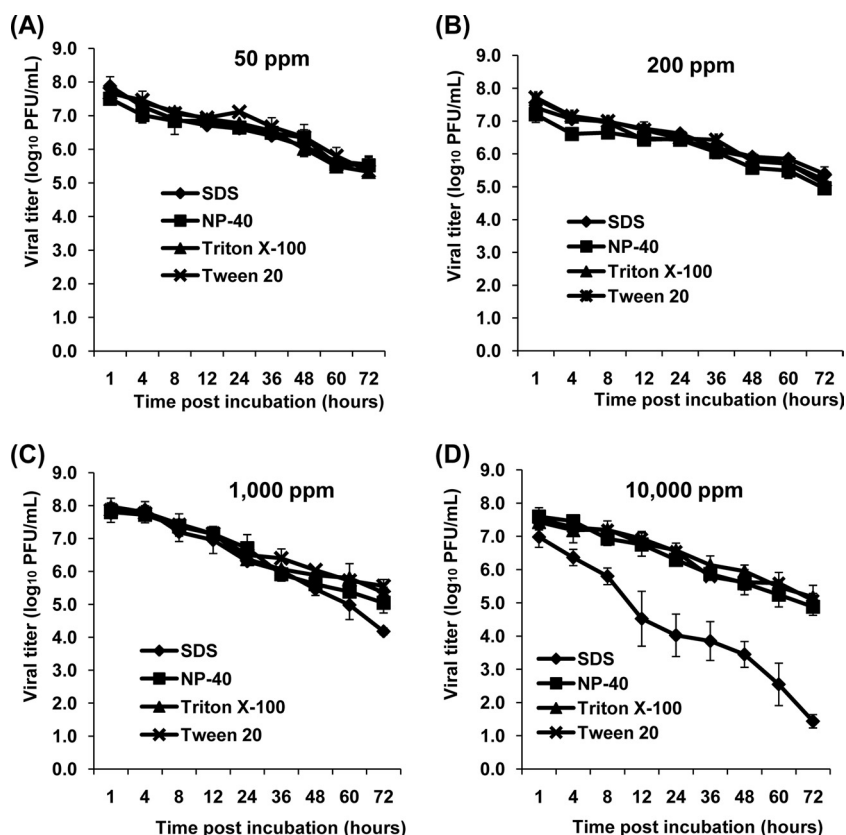 (A)
50 ppm
Viral titer (log₁₀ PFU/mL)
9.0
8.0
7.0
6.0
5.0
4.0
3.0
2.0
1.0
0.0
SDS
NP-40
Triton X-100
Tween 20
1 4 8 12 24 36 48 60 72
Time post incubation (hours)
(B)
200 ppm
Viral titer (log₁₀ PFU/mL)
9.0
8.0
7.0
6.0
5.0
4.0
3.0
2.0
1.0
0.0
SDS
NP-40
Triton X-100
Tween 20
1 4 8 12 24 36 48 60 72
Time post incubation (hours)
(C)
1,000 ppm
Viral titer (log₁₀ PFU/mL)
9.0
8.0
7.0
6.0
5.0
4.0
3.0
2.0
1.0
0.0
SDS
NP-40
Triton X-100
Tween 20
1 4 8 12 24 36 48 60 72
Time post incubation (hours)
(D)
10,000 ppm
Viral titer (log₁₀ PFU/mL)
9.0
8.0
7.0
6.0
5.0
4.0
3.0
2.0
1.0
0.0
SDS
NP-40
Triton X-100
Tween 20
1 4 8 12 24 36 48 60 72
Time post incubation (hours)